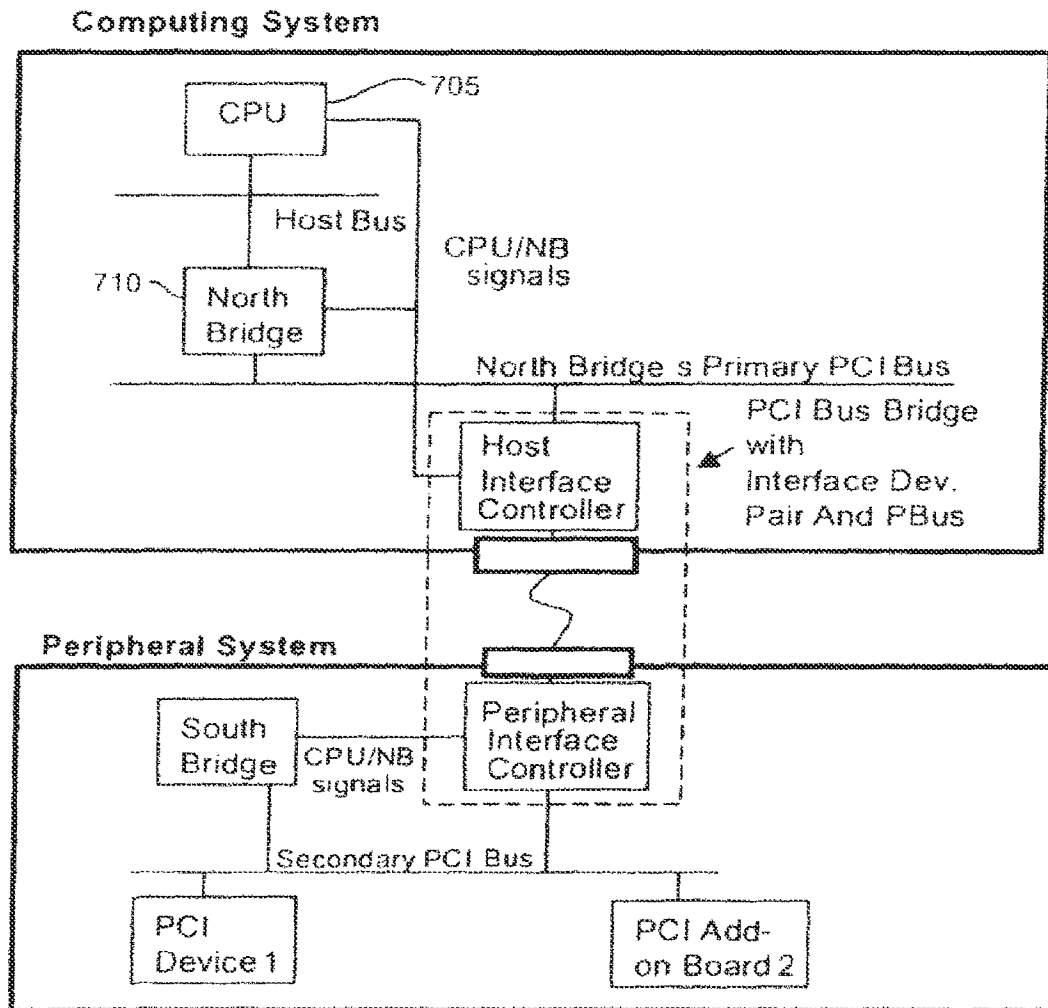 Computing System
705
CPU
Host Bus
CPU/NB
signals
710
North
Bridge
North Bridge s Primary PCI Bus
PCI Bus Bridge
with
Interface Dev.
Pair And PBus
Host
Interface
Controller
Peripheral System
South
Bridge
CPU/NB
signals
Peripheral
Interface
Controller
Secondary PCI Bus
PCI
Device 1
PCI Add-
on Board 2